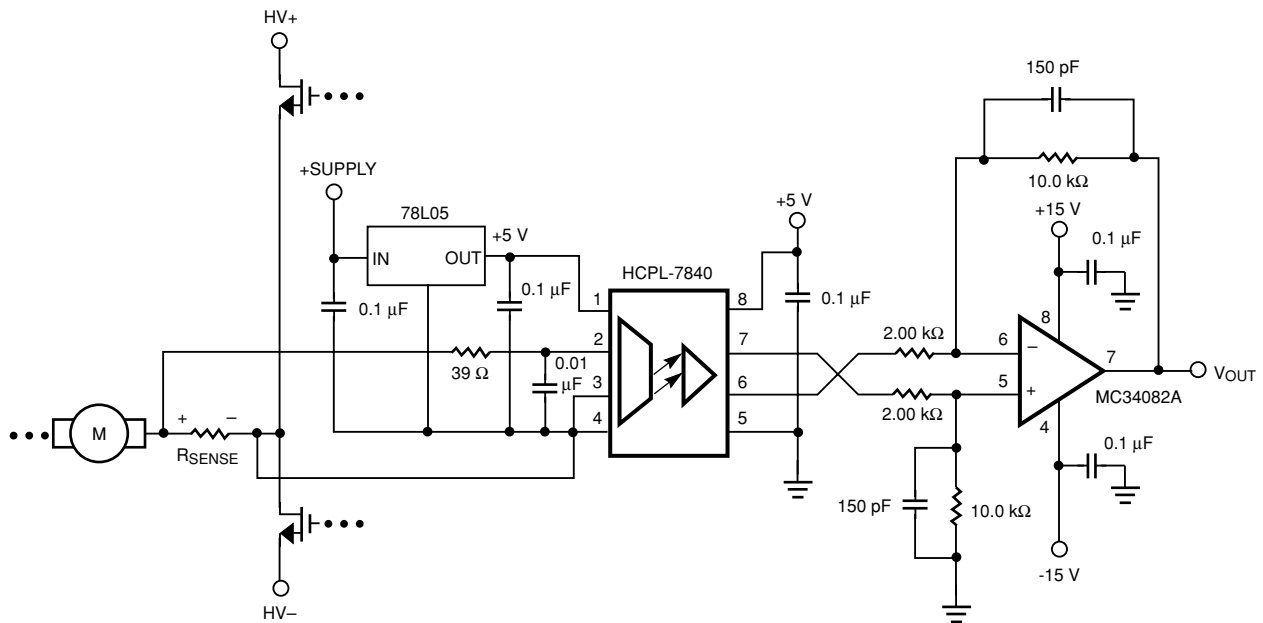 HV+
150 pF
+SUPPLY
10.0 kΩ
78L05
+5 V
+5 V
+15 V
IN
OUT
0.1 µF
HCPL-7840
0.1 µF
0.1 µF
1
8
0.1 µF
2.00 kΩ
8
2
7
6
−
7
39 Ω
0.01
µF
3
6
5
+
VOUT
MC34082A
4
5
2.00 kΩ
4
M
+
−
RSENSE
0.1 µF
150 pF
10.0 kΩ
-15 V
HV–